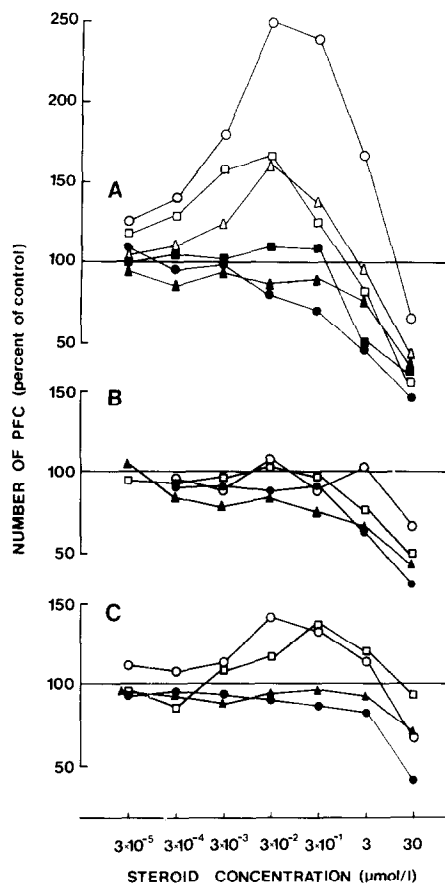 250
200
150
A
100
50
150
B
100
50
150
C
100
50
NUMBER OF PFC (percent of control)
3·10⁻⁵ 3·10⁻⁴ 3·10⁻³ 3·10⁻² 3·10⁻¹ 3 30
STEROID CONCENTRATION (µmol/l)